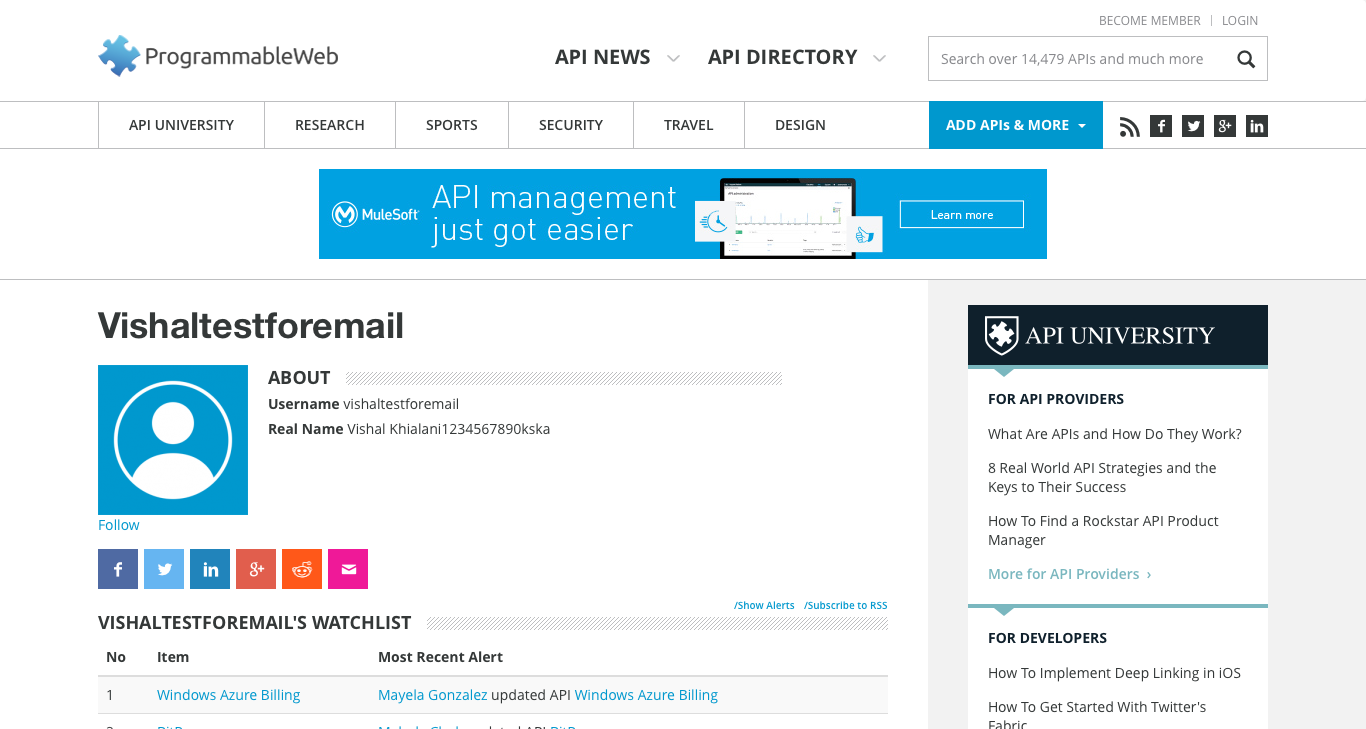 BECOME MEMBER
LOGIN
ProgrammableWeb
API NEWS
API DIRECTORY
Search over 14,479 APIs and much more
API UNIVERSITY
RESEARCH
SPORTS
SECURITY
TRAVEL
DESIGN
ADD APIs & MORE
MuleSoft
API management
just got easier
Learn more
Vishaltestforemail
ABOUT
Username vishaltestforemail
Real Name Vishal Khialani1234567890kska
Follow
/Show Alerts /Subscribe to RSS
VISHALTESTFOREMAIL'S WATCHLIST
No Item Most Recent Alert
1 Windows Azure Billing Mayela Gonzalez updated API Windows Azure Billing
API UNIVERSITY
FOR API PROVIDERS
What Are APIs and How Do They Work?
8 Real World API Strategies and the
Keys to Their Success
How To Find a Rockstar API Product
Manager
More for API Providers ›
FOR DEVELOPERS
How To Implement Deep Linking in iOS
How To Get Started With Twitter's
Fabric